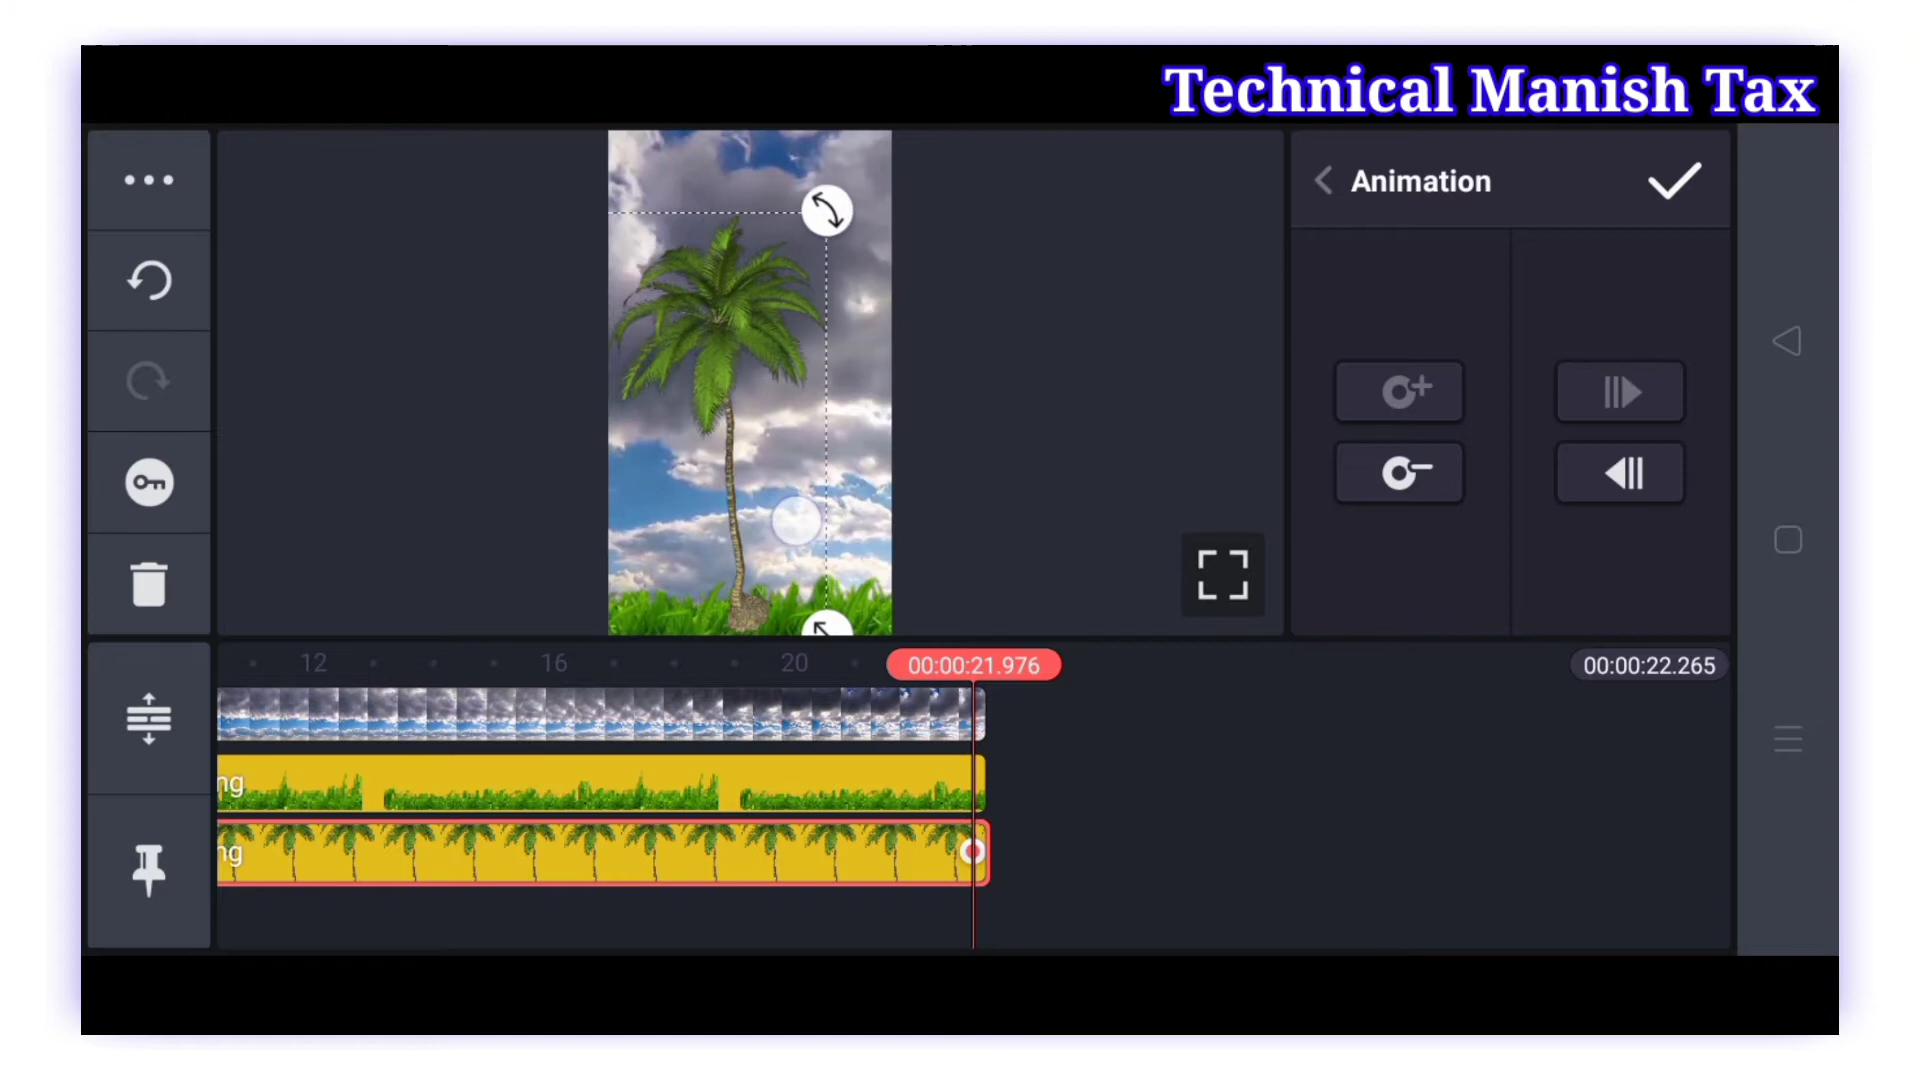 Technical Manish Tax
Animation
12
16
20
00:00:21.976
00:00:22.265
ng
ng